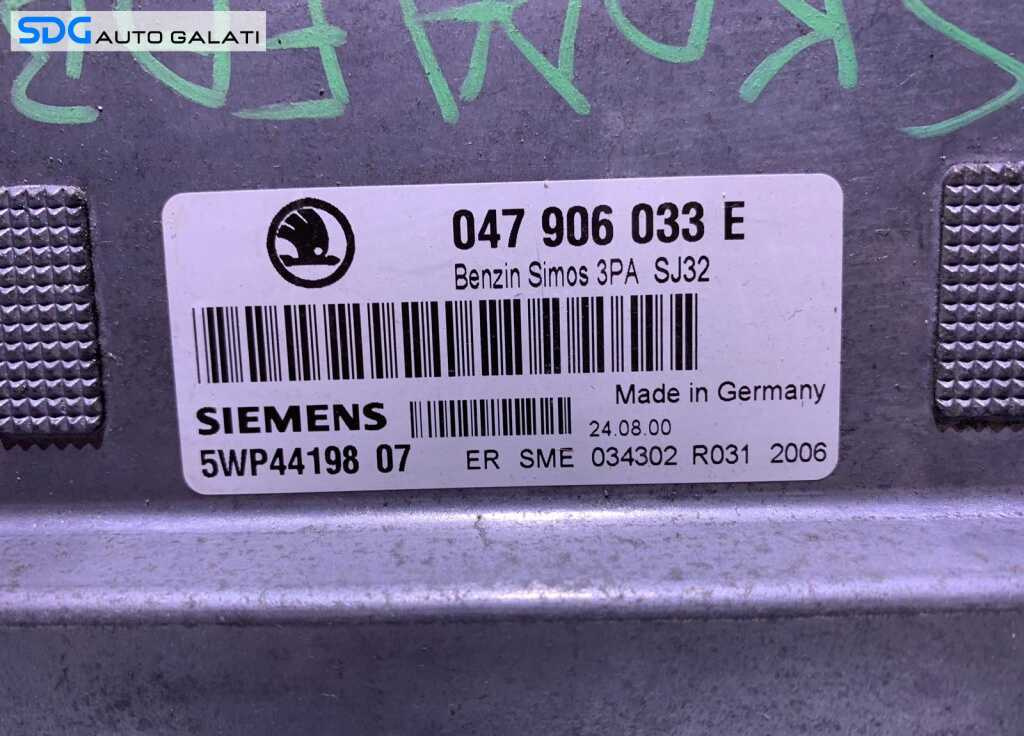 SDG AUTO GALATI
047 906 033 E
Benzin Simos 3PA SJ32
Made in Germany
SIEMENS
24.08.00
5WP44198 07 ER SME 034302 R031 2006